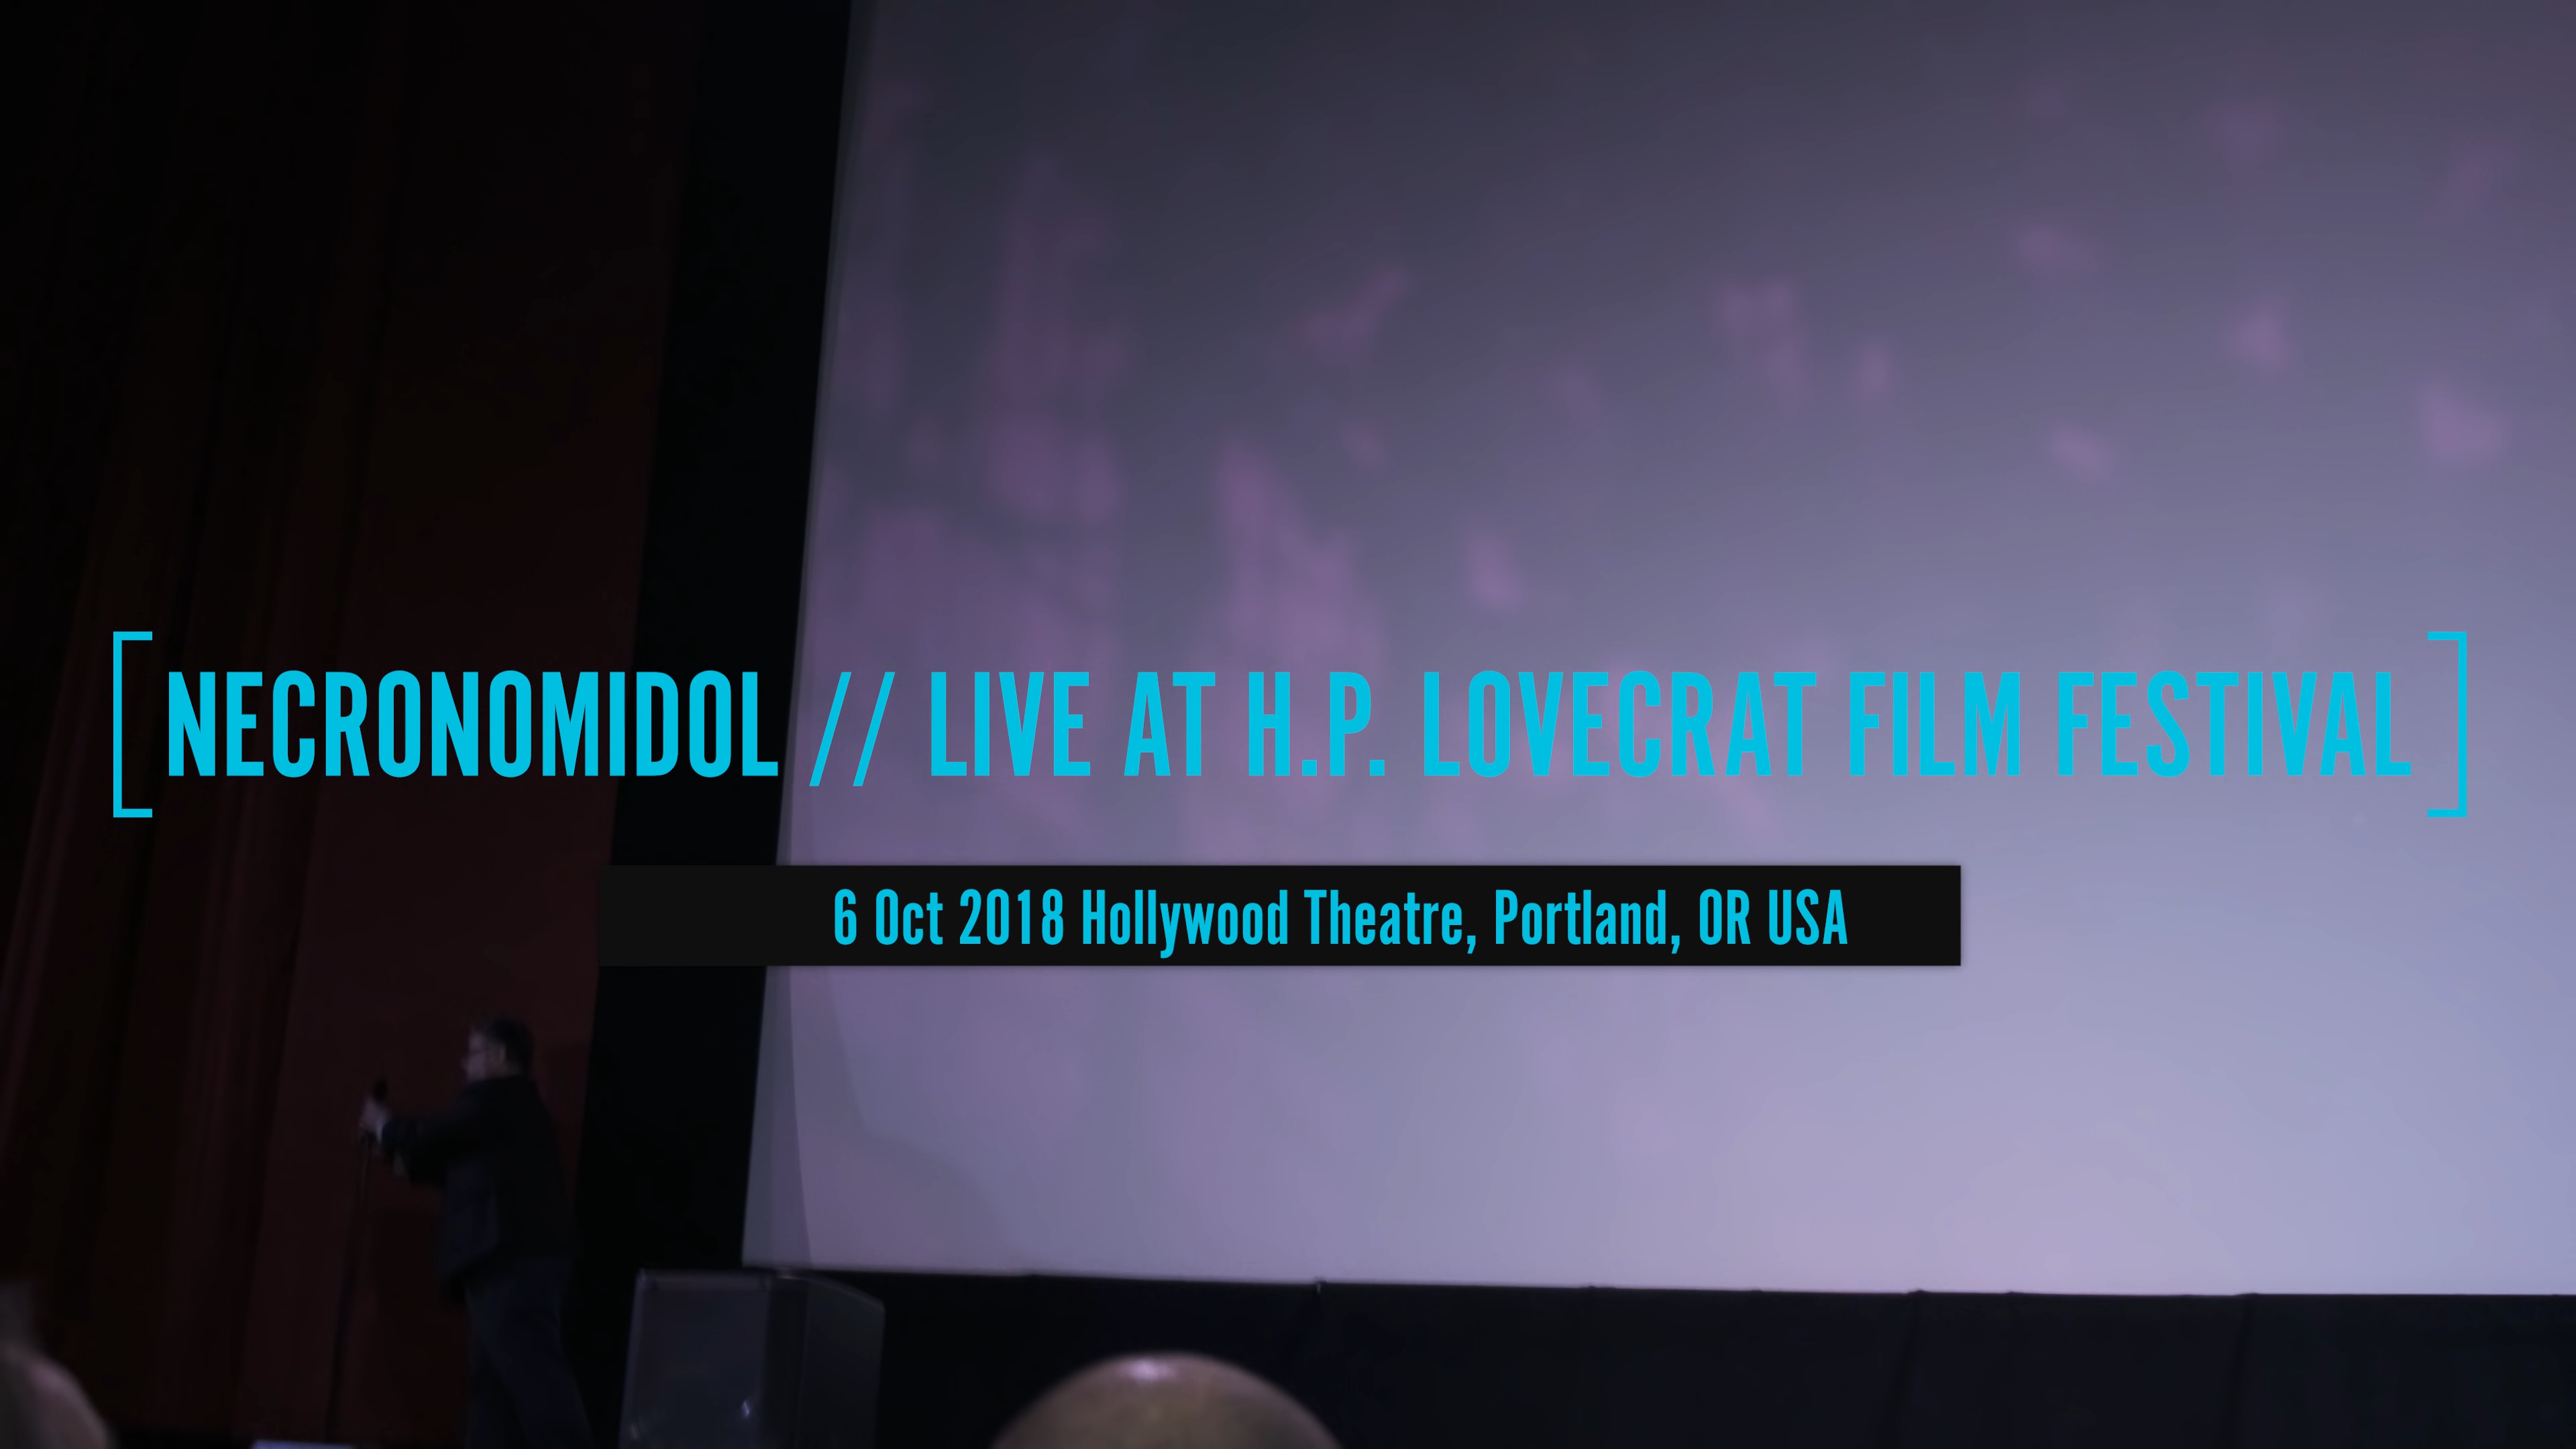 [NECRONOMIDOL // LIVE AT H.P. LOVECRAT FILM FESTIVAL]
6 Oct 2018 Hollywood Theatre, Portland, OR USA